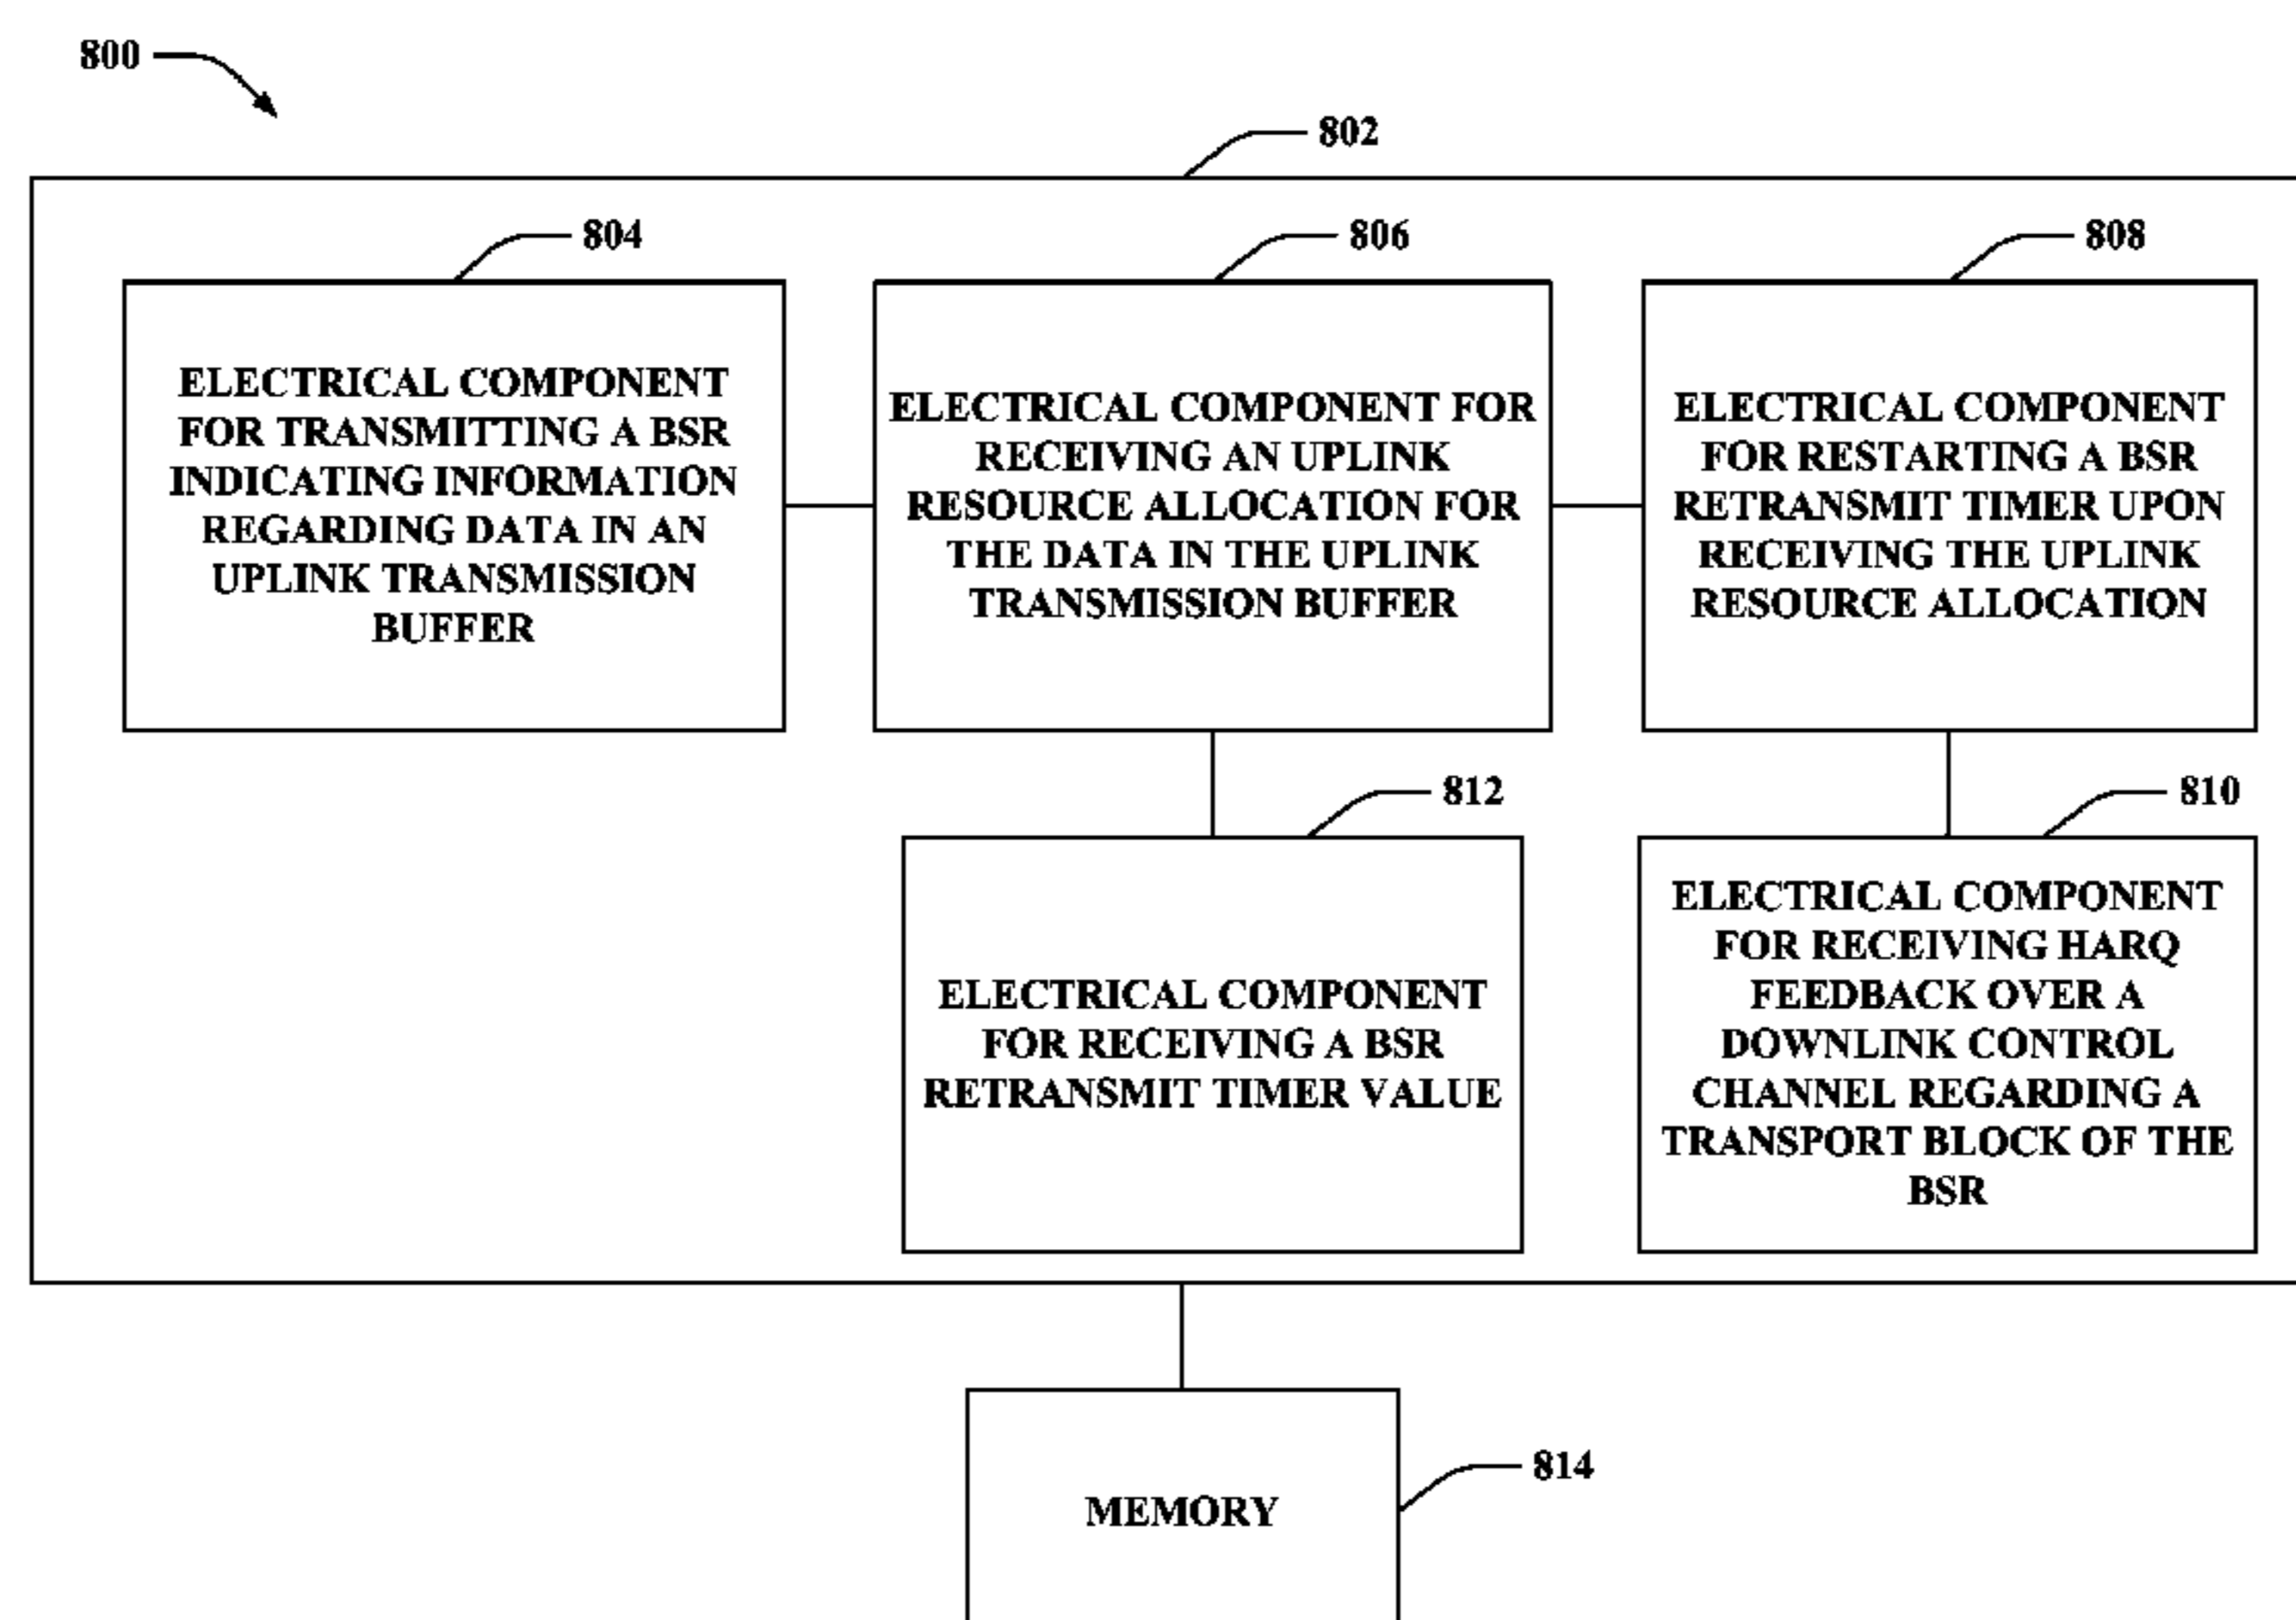 800
802
804
806
808
ELECTRICAL COMPONENT
FOR TRANSMITTING A BSR
INDICATING INFORMATION
REGARDING DATA IN AN
UPLINK TRANSMISSION
BUFFER
ELECTRICAL COMPONENT FOR
RECEIVING AN UPLINK
RESOURCE ALLOCATION FOR
THE DATA IN THE UPLINK
TRANSMISSION BUFFER
ELECTRICAL COMPONENT
FOR RESTARTING A BSR
RETRANSMIT TIMER UPON
RECEIVING THE UPLINK
RESOURCE ALLOCATION
812
810
ELECTRICAL COMPONENT
FOR RECEIVING A BSR
RETRANSMIT TIMER VALUE
ELECTRICAL COMPONENT
FOR RECEIVING HARQ
FEEDBACK OVER A
DOWNLINK CONTROL
CHANNEL REGARDING A
TRANSPORT BLOCK OF THE
BSR
814
MEMORY